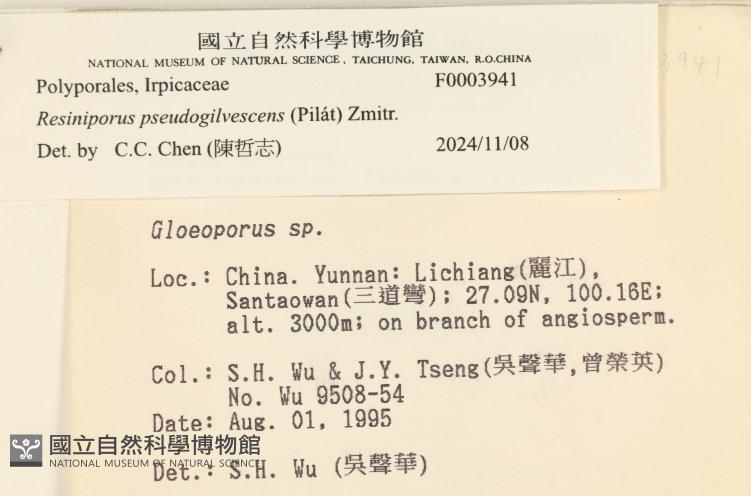 國立自然科學博物館
NATIONAL MUSEUM OF NATURAL SCIENCE, TAICHUNG, TAIWAN, R.O.CHINA
Polyporales, Irpicaceae F0003941
Resiniporus pseudogilvescens (Pilát) Zmitr.
Det. by C.C. Chen (陳哲志) 2024/11/08
3941
Gloeoporus sp.
Loc.: China. Yunnan: Lichiang(麗江),
Santaowan(三道彎); 27.09N, 100.16E;
alt. 3000m; on branch of angiosperm.
Col.: S.H. Wu & J.Y. Tseng(吳聲華,曾榮英)
No. Wu 9508-54
Date: Aug. 01, 1995
Det.: S.H. Wu (吳聲華)
國立自然科學博物館
NATIONAL MUSEUM OF NATURAL SCIENCE